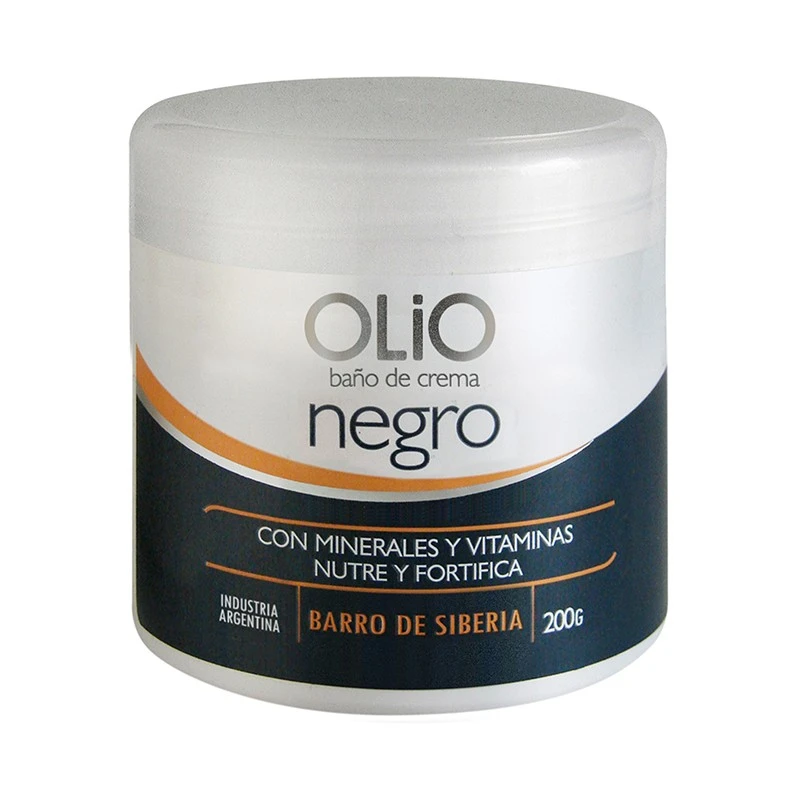 OLiO
baño de crema
negro
CON MINERALES Y VITAMINAS
NUTRE Y FORTIFICA
INDUSTRIA
ARGENTINA
BARRO DE SIBERIA
200G